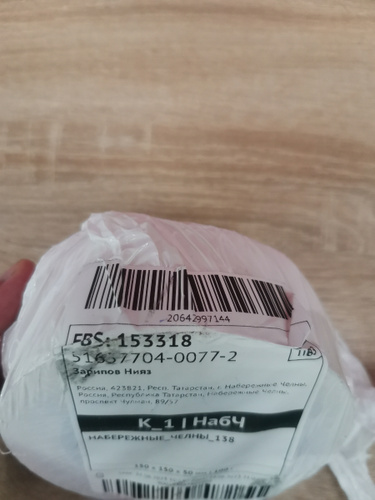 20642997144
FBS: 153318
51657704-0077-2
Зарипов Нияз
Россия, 423821, Респ. Татарстан, г. Набережные Челны,
Россия, Республика Татарстан, Набережные Челны,
проспект Чулман, 89/57
К_1 | НабЧ
НАБЕРЕЖНЫЕ_ЧЕЛНЫ_138